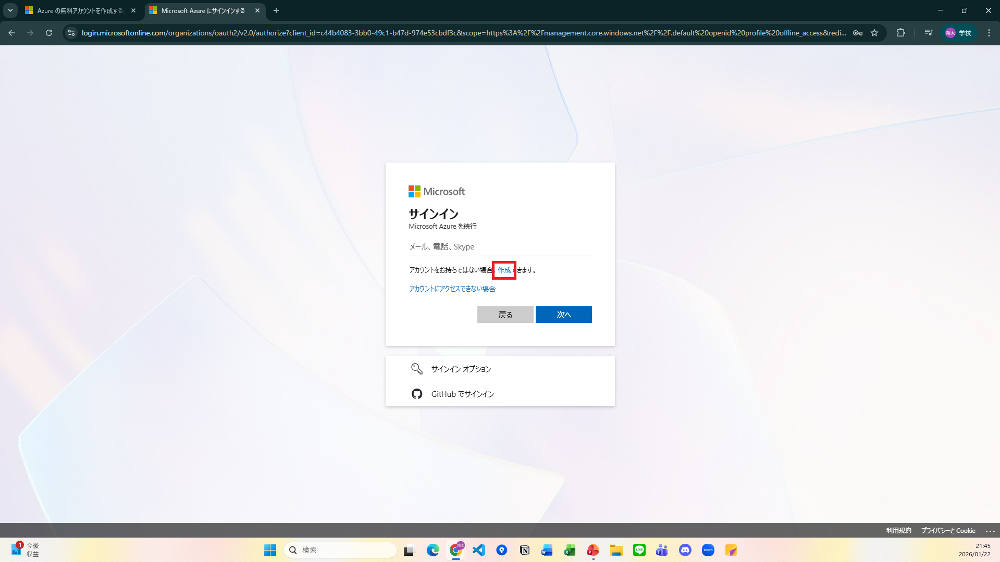 Azure の無料アカウントを作成する
Microsoft Azure にサインインする
login.microsoftonline.com/organizations/oauth2/v2.0/authorize?client_id=c44b4083-3bb0-49c1-b47d-974e53cbdf3c&scope=https%3A%2F%2Fmanagement.core.windows.net%2F%2F.default%20openid%20profile%20offline_access&redi...
翔太 学校
Microsoft
サインイン
Microsoft Azure を続行
メール、電話、Skype
アカウントをお持ちではない場合、作成できます。
アカウントにアクセスできない場合
戻る 次へ
サインイン オプション
GitHub でサインイン
利用規約 プライバシーと Cookie ...
1 今後
収益
検索
翔太
N
W
X
P
LINE
T
zoom
21:45
2026/01/22